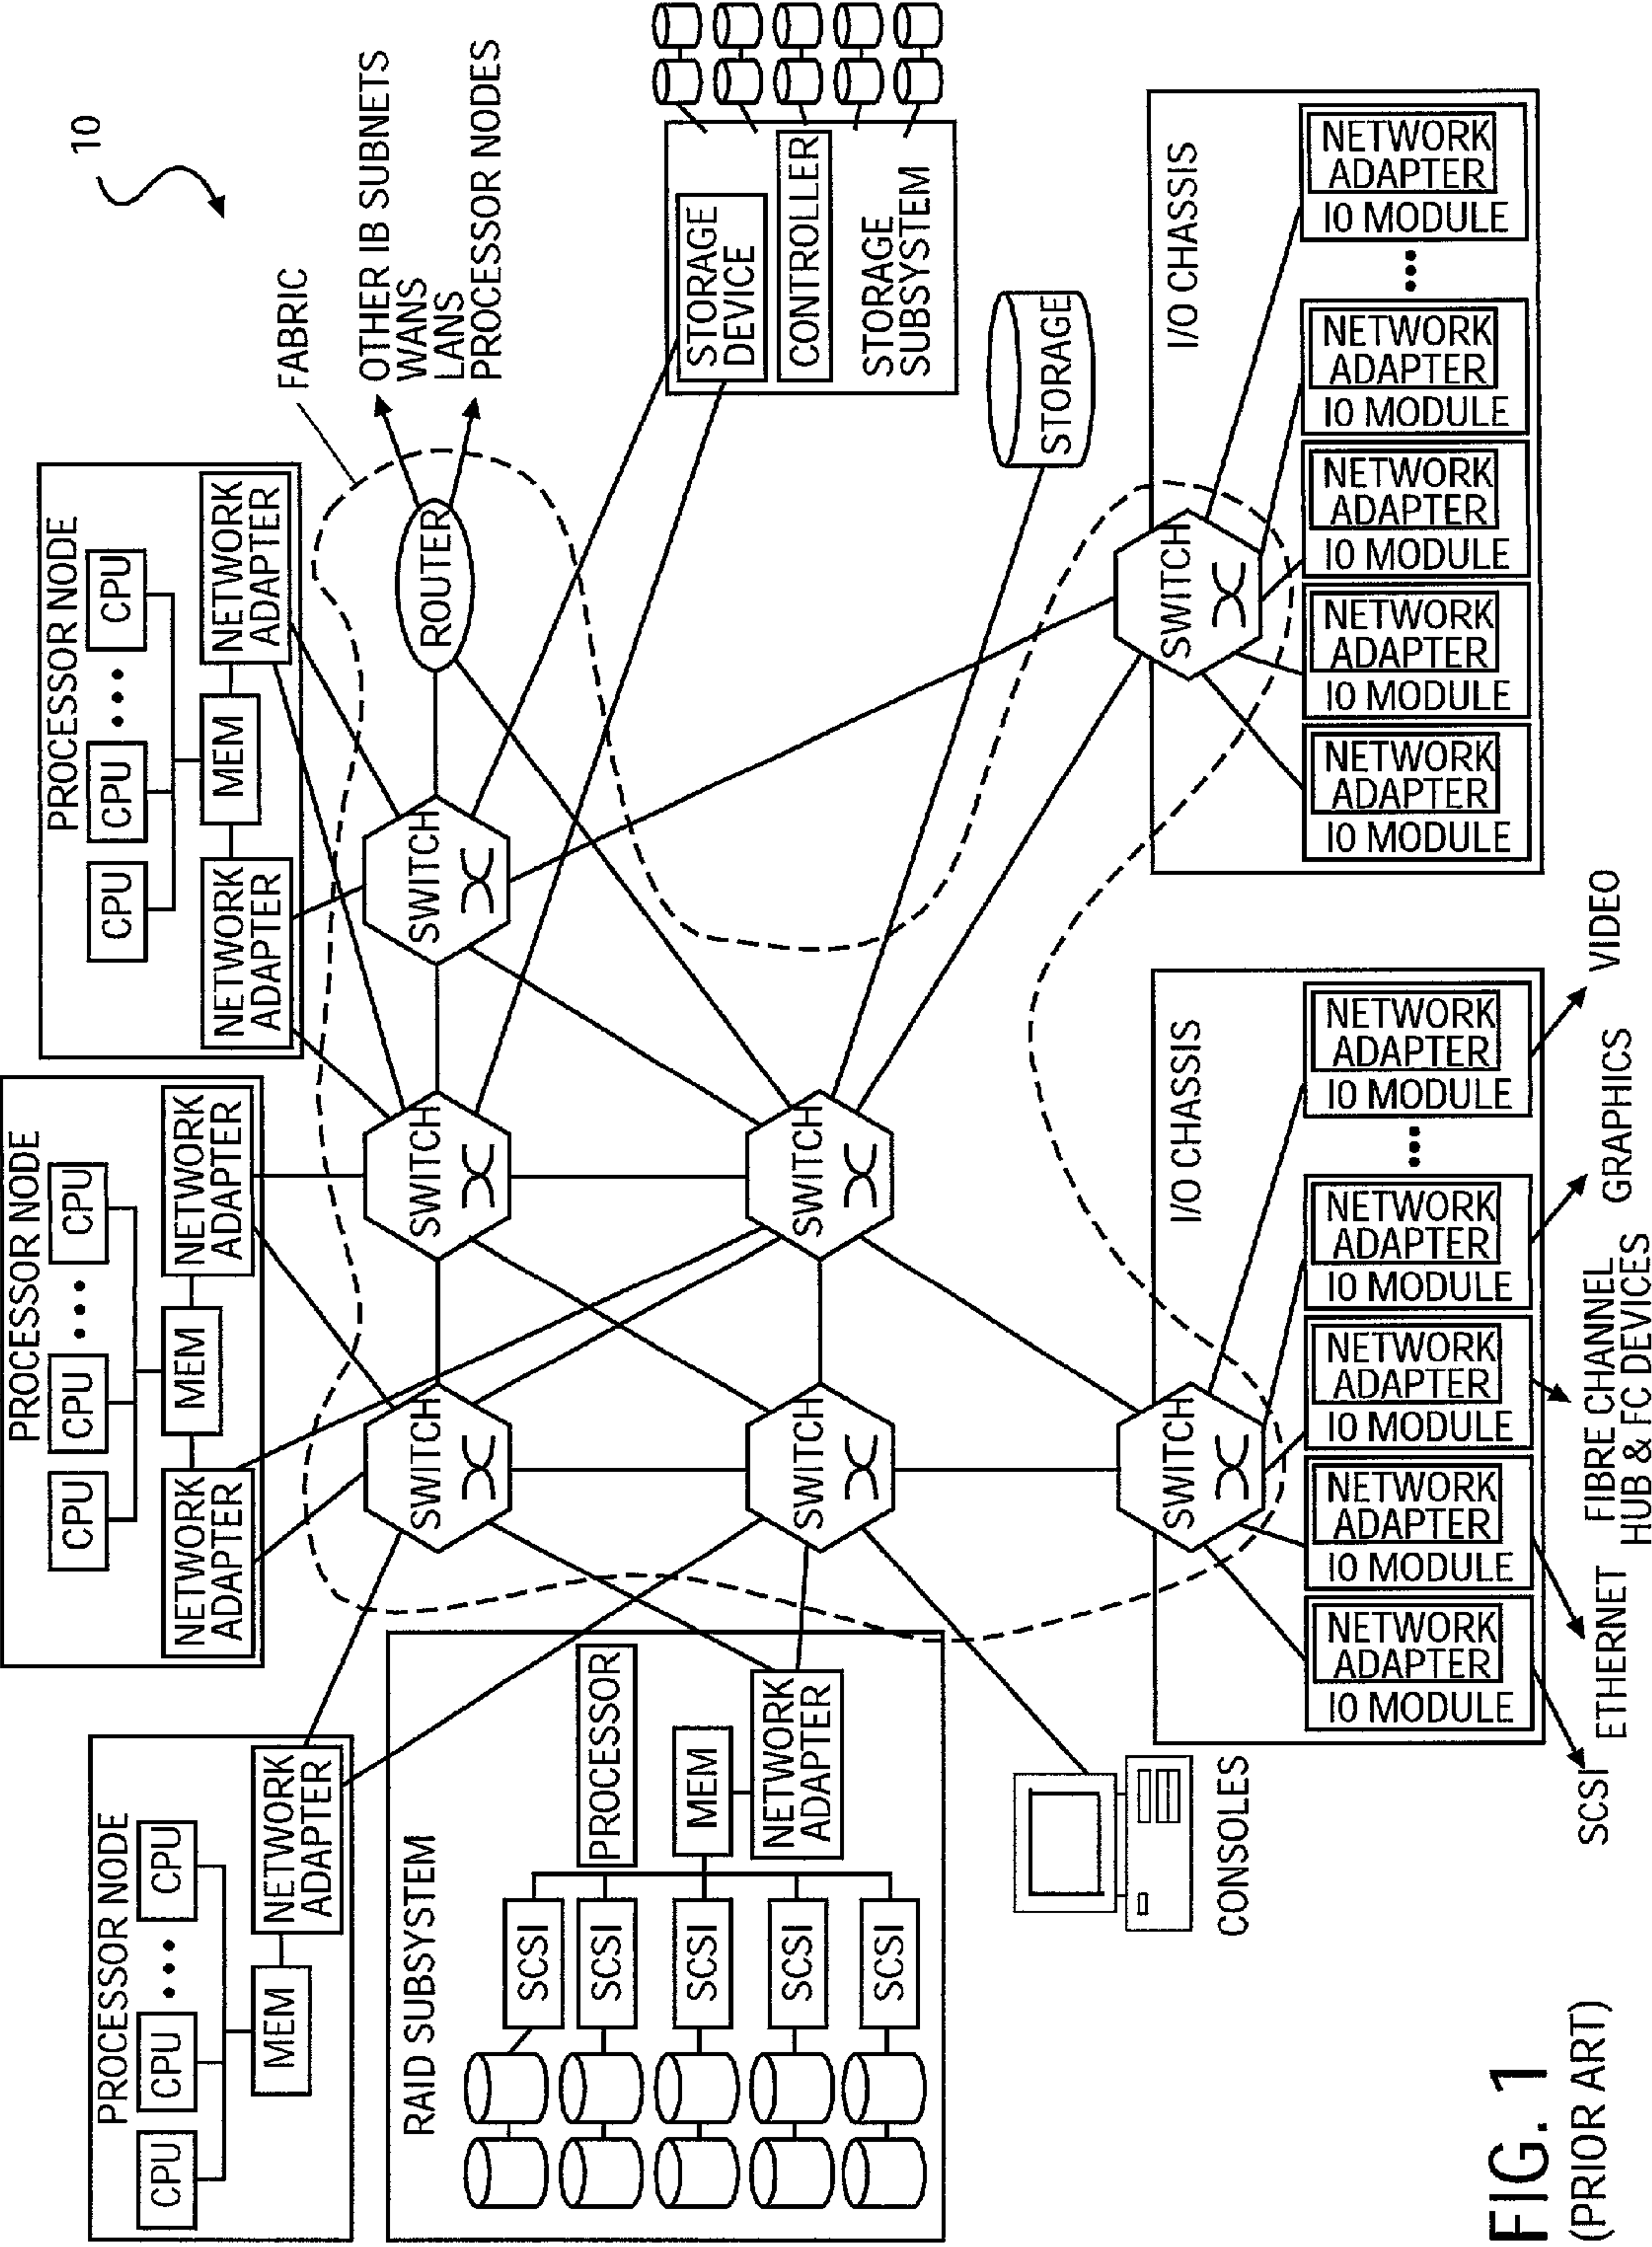 10
FABRIC
OTHER IB SUBNETS
WANS
LANS
PROCESSOR NODES
PROCESSOR NODE
CPU
CPU
CPU
MEM
NETWORK
ADAPTER
PROCESSOR NODE
CPU
CPU
CPU
NETWORK
ADAPTER
MEM
NETWORK
ADAPTER
PROCESSOR NODE
CPU
CPU
CPU
NETWORK
ADAPTER
MEM
NETWORK
ADAPTER
SWITCH
SWITCH
SWITCH
ROUTER
RAID SUBSYSTEM
SCSI
SCSI
SCSI
SCSI
SCSI
PROCESSOR
MEM
NETWORK
ADAPTER
SWITCH
SWITCH
STORAGE
DEVICE
CONTROLLER
STORAGE
SUBSYSTEM
STORAGE
CONSOLES
SWITCH
I/O CHASSIS
NETWORK
ADAPTER
IO MODULE
NETWORK
ADAPTER
IO MODULE
NETWORK
ADAPTER
IO MODULE
NETWORK
ADAPTER
IO MODULE
NETWORK
ADAPTER
IO MODULE
SCSI
ETHERNET
FIBRE CHANNEL
HUB & FC DEVICES
GRAPHICS
VIDEO
SWITCH
I/O CHASSIS
NETWORK
ADAPTER
IO MODULE
NETWORK
ADAPTER
IO MODULE
NETWORK
ADAPTER
IO MODULE
NETWORK
ADAPTER
IO MODULE
NETWORK
ADAPTER
IO MODULE
FIG. 1
(PRIOR ART)